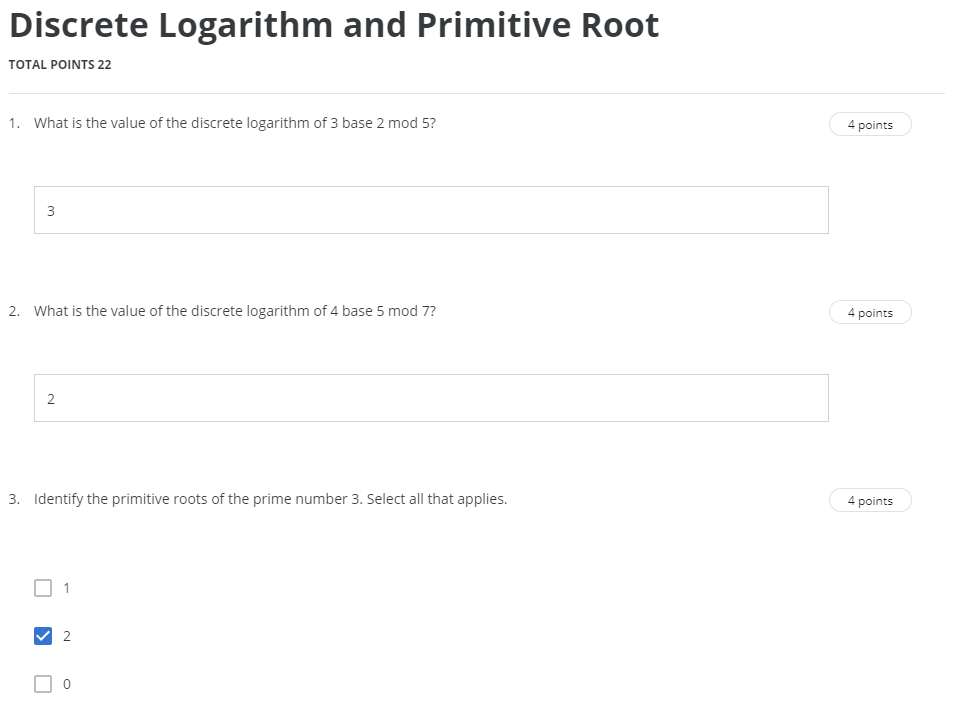 Discrete Logarithm and Primitive Root
TOTAL POINTS 22
1. What is the value of the discrete logarithm of 3 base 2 mod 5?
4 points
3
2. What is the value of the discrete logarithm of 4 base 5 mod 7?
4 points
2
3. Identify the primitive roots of the prime number 3. Select all that applies.
4 points
1
2
0